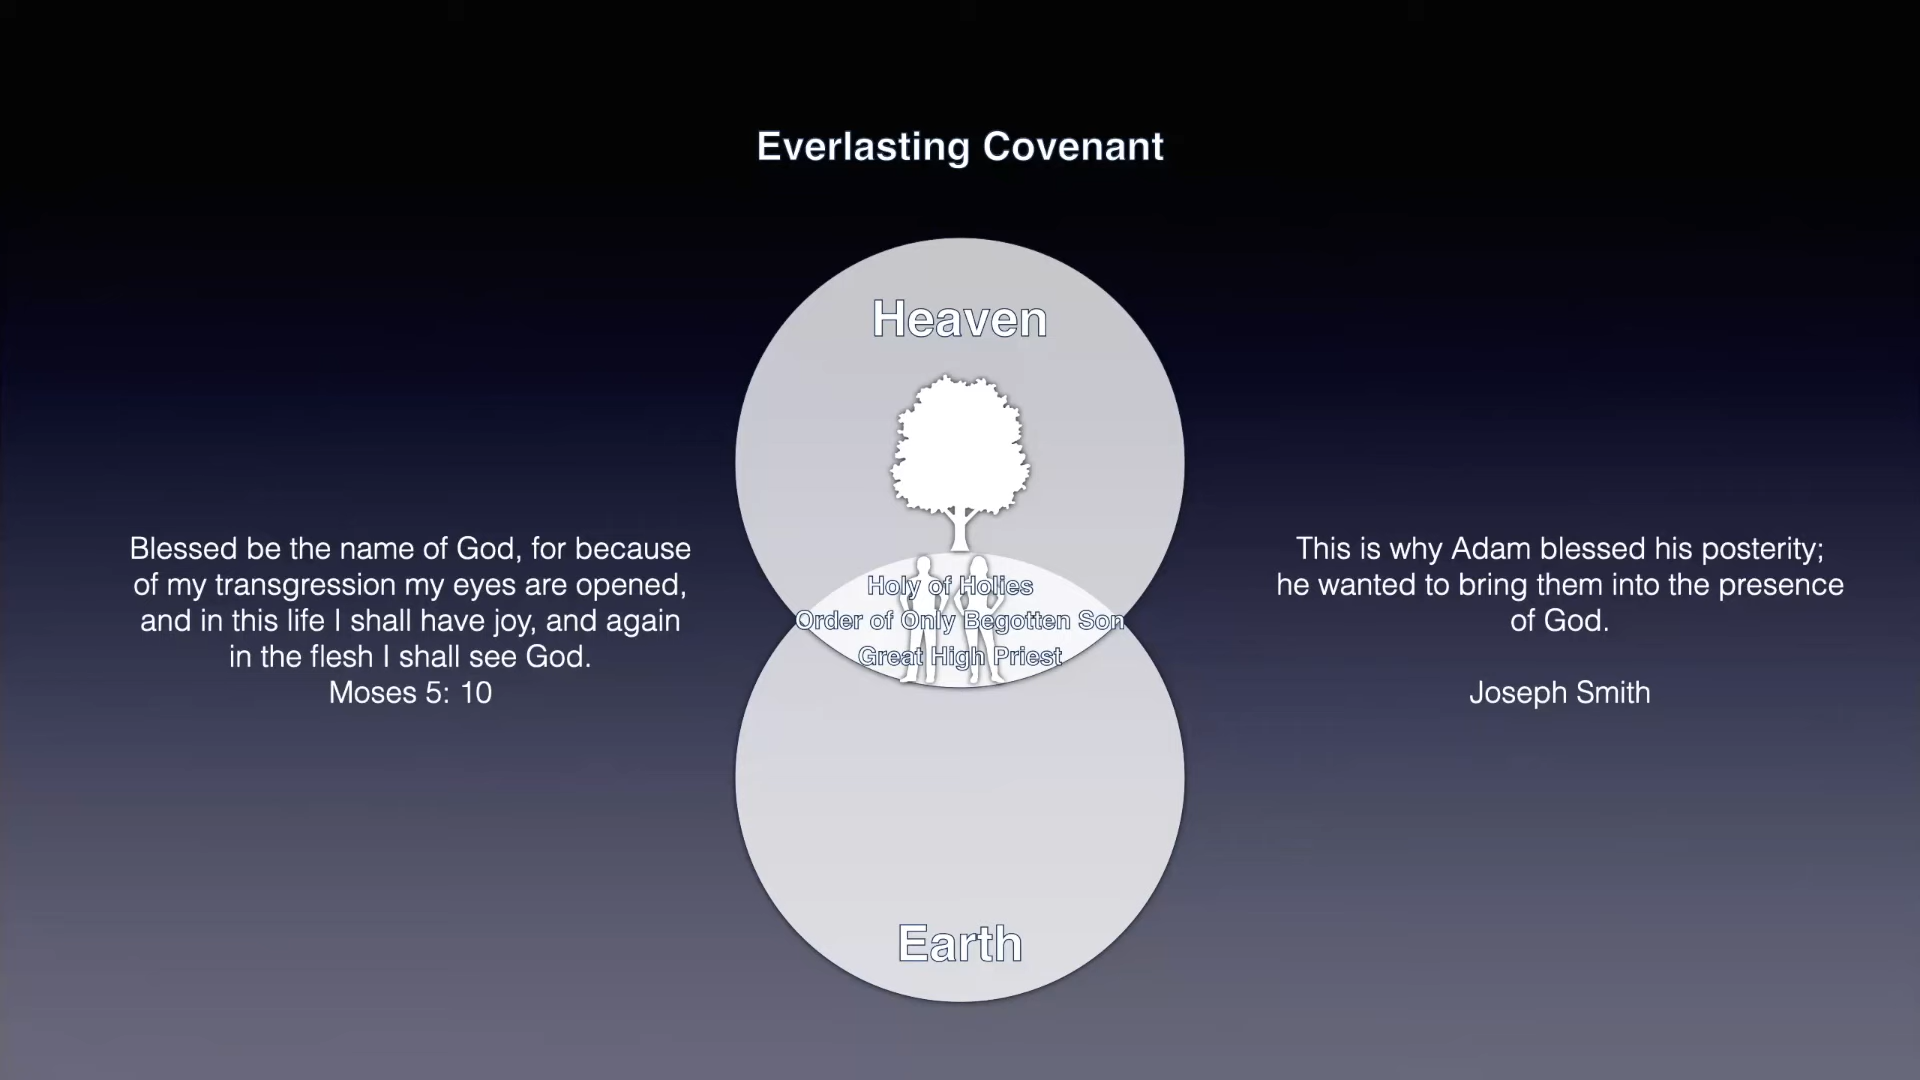 Everlasting Covenant
Heaven
Blessed be the name of God, for because
of my transgression my eyes are opened,
and in this life I shall have joy, and again
in the flesh I shall see God.
Moses 5: 10
Holy of Holies
Order of Only Begotten Son
Great High Priest
This is why Adam blessed his posterity;
he wanted to bring them into the presence
of God.
Joseph Smith
Earth